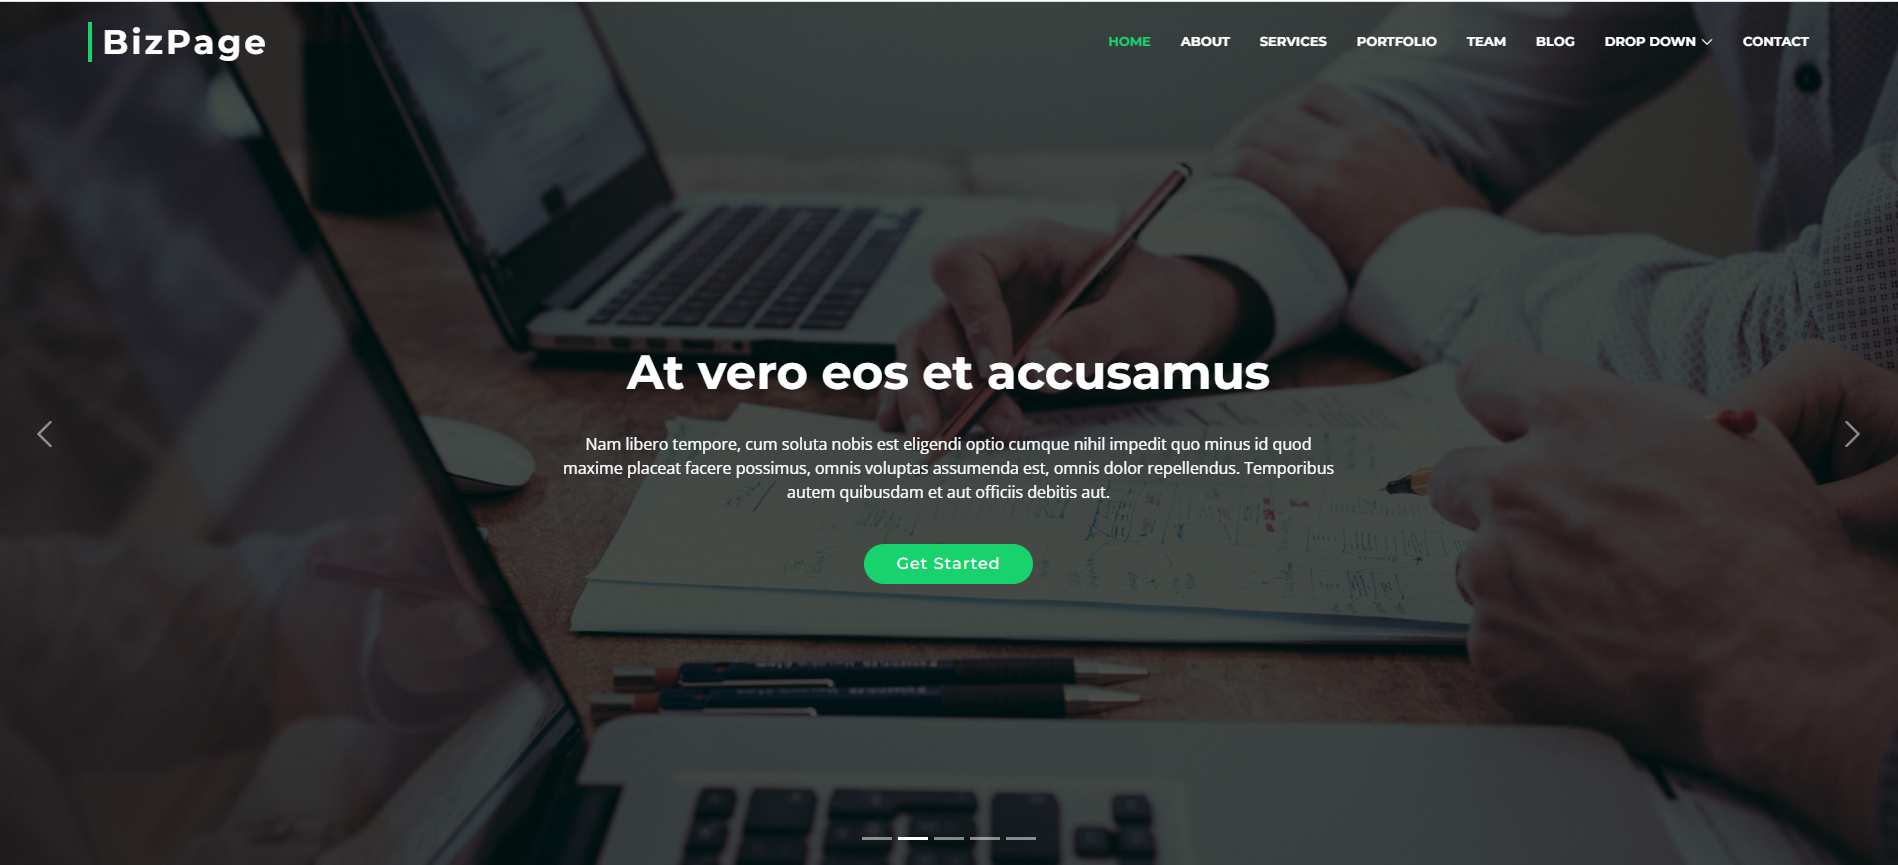 BizPage
HOME ABOUT SERVICES PORTFOLIO TEAM BLOG DROP DOWN CONTACT
At vero eos et accusamus
Nam libero tempore, cum soluta nobis est eligendi optio cumque nihil impedit quo minus id quod
maxime placeat facere possimus, omnis voluptas assumenda est, omnis dolor repellendus. Temporibus
autem quibusdam et aut officiis debitis aut.
Get Started